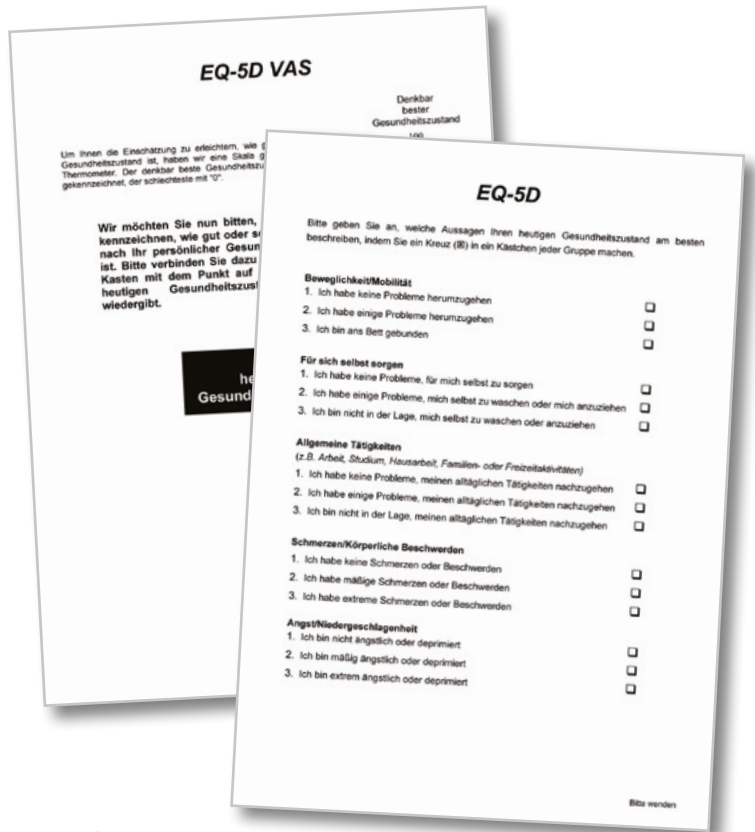 EQ-5D VAS
Denkbar
bester
Gesundheitszustand
100
Um Ihnen die Einschätzung zu erleichtern, wie
Gesundheitszustand ist, haben wir eine Skala
Thermometer. Der denkbar beste
gekennzeichnet, der schlechteste mit "0".
Wir möchten Sie nun bitten,
kennzeichnen, wie gut oder
nach Ihr persönlicher
ist. Bitte verbinden Sie dazu
Kasten mit dem Punkt auf
heutigen
wiedergibt.
EQ-5D
Bitte geben Sie an, welche Aussagen Ihren heutigen Gesundheitszustand am besten
beschreiben, indem Sie ein Kreuz (☒) in ein Kästchen jeder Gruppe machen.
Beweglichkeit/Mobilität
1. Ich habe keine Probleme herumzugehen ❑
2. Ich habe einige Probleme herumzugehen ❑
3. Ich bin ans Bett gebunden ❑
Für sich selbst sorgen
1. Ich habe keine Probleme, für mich selbst zu sorgen ❑
2. Ich habe einige Probleme, mich selbst zu waschen oder mich anzuziehen ❑
3. Ich bin nicht in der Lage, mich selbst zu waschen oder anzuziehen ❑
Allgemeine Tätigkeiten
(z.B. Arbeit, Studium, Hausarbeit, Familien- oder Freizeitaktivitäten)
1. Ich habe keine Probleme, meinen alltäglichen Tätigkeiten nachzugehen ❑
2. Ich habe einige Probleme, meinen alltäglichen Tätigkeiten nachzugehen ❑
3. Ich bin nicht in der Lage, meinen alltäglichen Tätigkeiten nachzugehen ❑
Schmerzen/Körperliche Beschwerden
1. Ich habe keine Schmerzen oder Beschwerden ❑
2. Ich habe mäßige Schmerzen oder Beschwerden ❑
3. Ich habe extreme Schmerzen oder Beschwerden ❑
Angst/Niedergeschlagenheit
1. Ich bin nicht ängstlich oder deprimiert ❑
2. Ich bin mäßig ängstlich oder deprimiert ❑
3. Ich bin extrem ängstlich oder deprimiert ❑
Bitte wenden